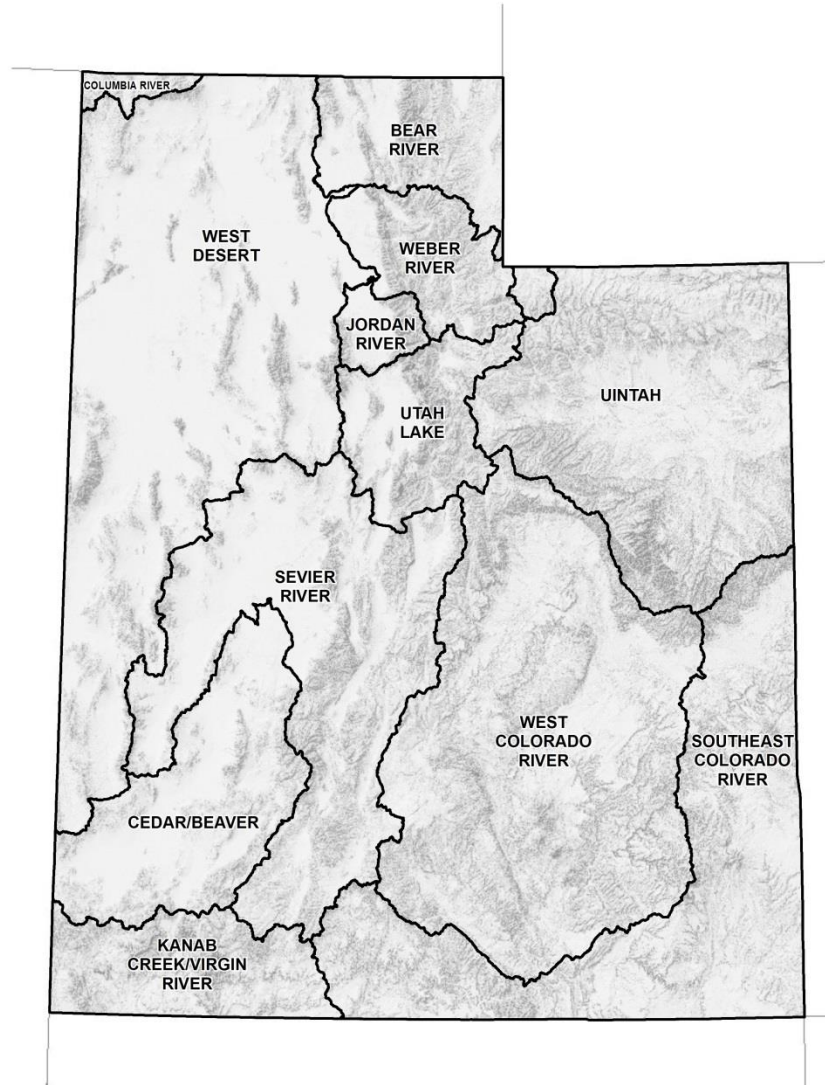 COLUMBIA RIVER
BEAR
RIVER
WEST
DESERT
WEBER
RIVER
JORDAN
RIVER
UINTAH
UTAH
LAKE
SEVIER
RIVER
WEST
COLORADO
RIVER
SOUTHEAST
COLORADO
RIVER
CEDAR/BEAVER
KANAB
CREEK/VIRGIN
RIVER